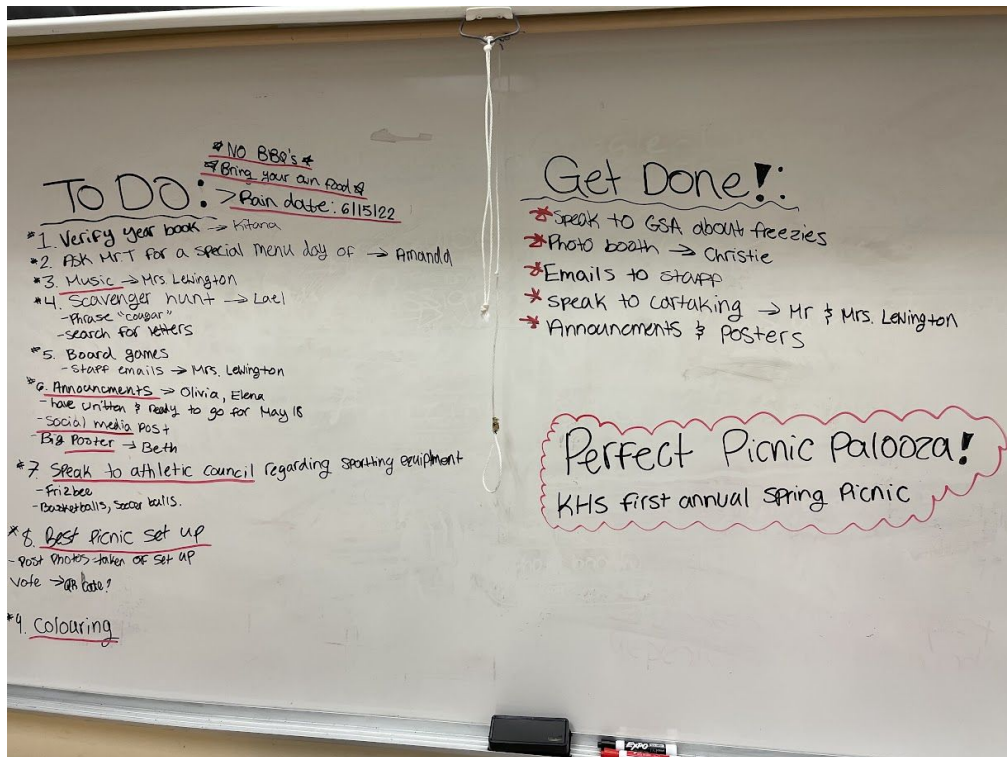 *NO BBQ's*
*Bring your own food*
To DO:
>Rain date: 6/15/22
*1. Verify year book → Kitana
*2. Ask Mr.T for a special menu day of → Amanda
*3. Music → Mrs. Lewington
*4. Scavenger hunt → Lael
-Phrase "cougar"
-search for letters
*5. Board games
-Staff emails → Mrs. Lewington
*6. Announcments → Olivia, Elena
-have written & ready to go for May 18
-Social media post
-Big Poster → Beth
*7. Speak to athletic council regarding sporting equiptment
-Frizbee
-Basketballs, Soccer balls.
*8. Best picnic set up
-Post Photos taken of set up
Vote → QR code?
*9. Colouring
Get Done!:
*Speak to GSA about freezies
*Photo booth → Christie
*Emails to staff
*Speak to cartaking → Mr & Mrs. Lewington
*Announcements & Posters
Perfect Picnic Palooza!
KHS first annual Spring Picnic
EXPO